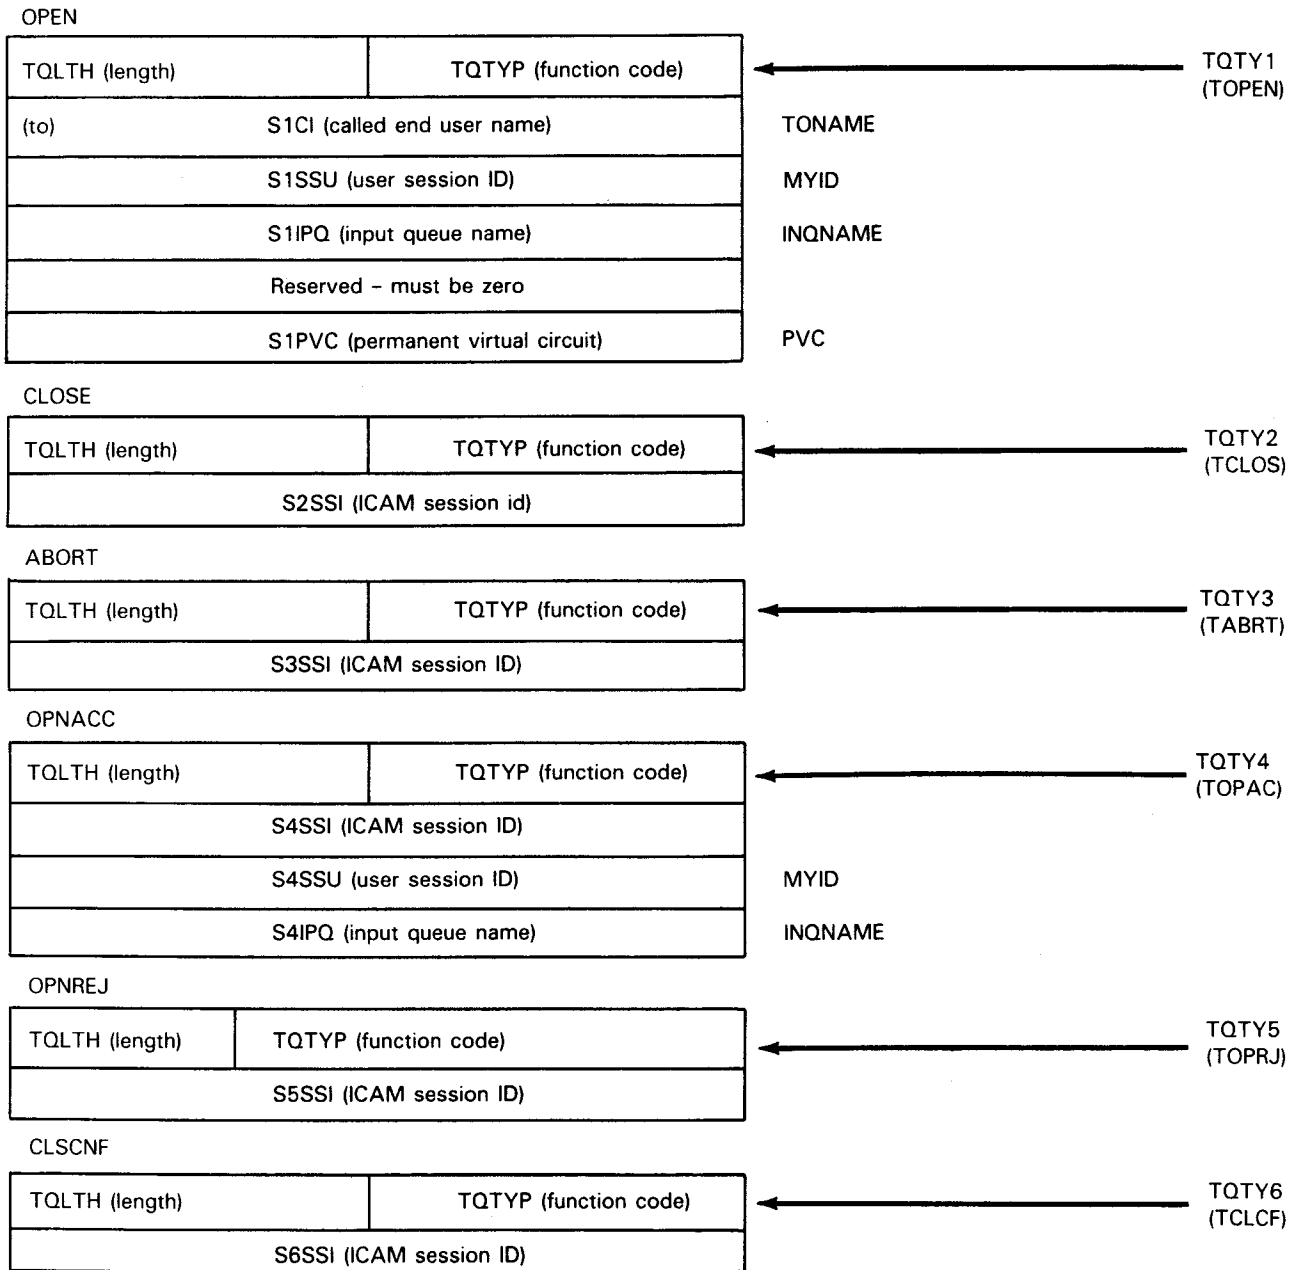 OPEN
TQLTH (length) TQTYP (function code) TQTY1
(TOPEN)
(to) S1CI (called end user name) TONAME
S1SSU (user session ID) MYID
S1IPQ (input queue name) INQNAME
Reserved – must be zero
S1PVC (permanent virtual circuit) PVC
CLOSE
TQLTH (length) TQTYP (function code) TQTY2
(TCLOS)
S2SSI (ICAM session id)
ABORT
TQLTH (length) TQTYP (function code) TQTY3
(TABRT)
S3SSI (ICAM session ID)
OPNACC
TQLTH (length) TQTYP (function code) TQTY4
(TOPAC)
S4SSI (ICAM session ID)
S4SSU (user session ID) MYID
S4IPQ (input queue name) INQNAME
OPNREJ
TQLTH (length) TQTYP (function code) TQTY5
(TOPRJ)
S5SSI (ICAM session ID)
CLSCNF
TQLTH (length) TQTYP (function code) TQTY6
(TCLCF)
S6SSI (ICAM session ID)